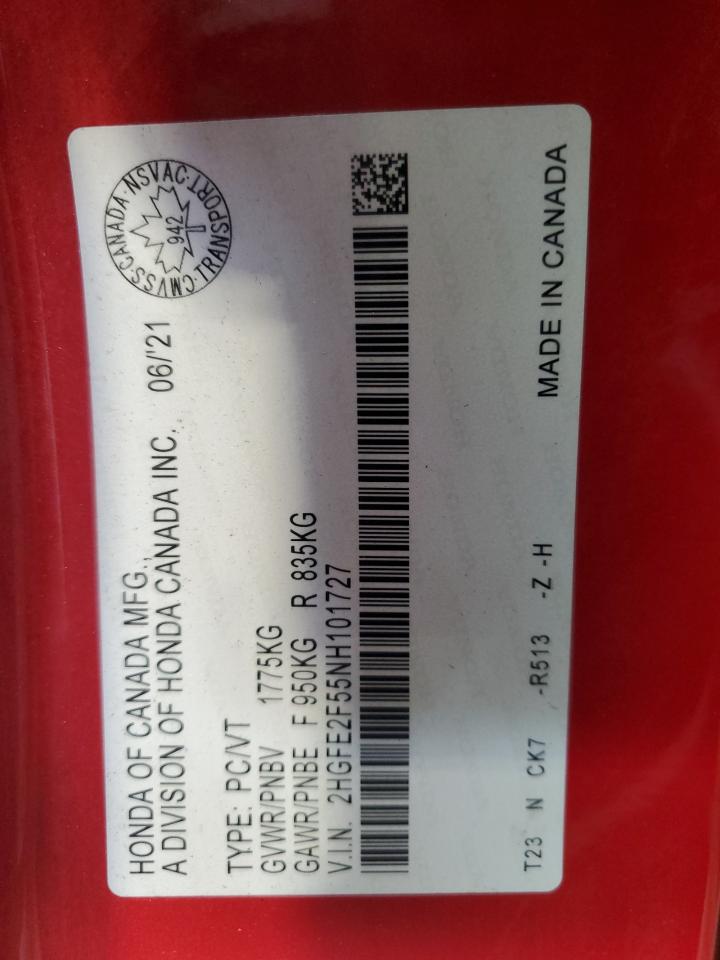 HONDA OF CANADA MFG.,
A DIVISION OF HONDA CANADA INC. 06/'21
CMVSS·CANADA·NSVAC·TRANSPORT·
942
TYPE: PC/VT
GVWR/PNBV 1775KG
GAWR/PNBE F 950KG R 835KG
V.I.N. 2HGFE2F55NH101727
MADE IN CANADA
T23 N CK7 -R513 -Z -H